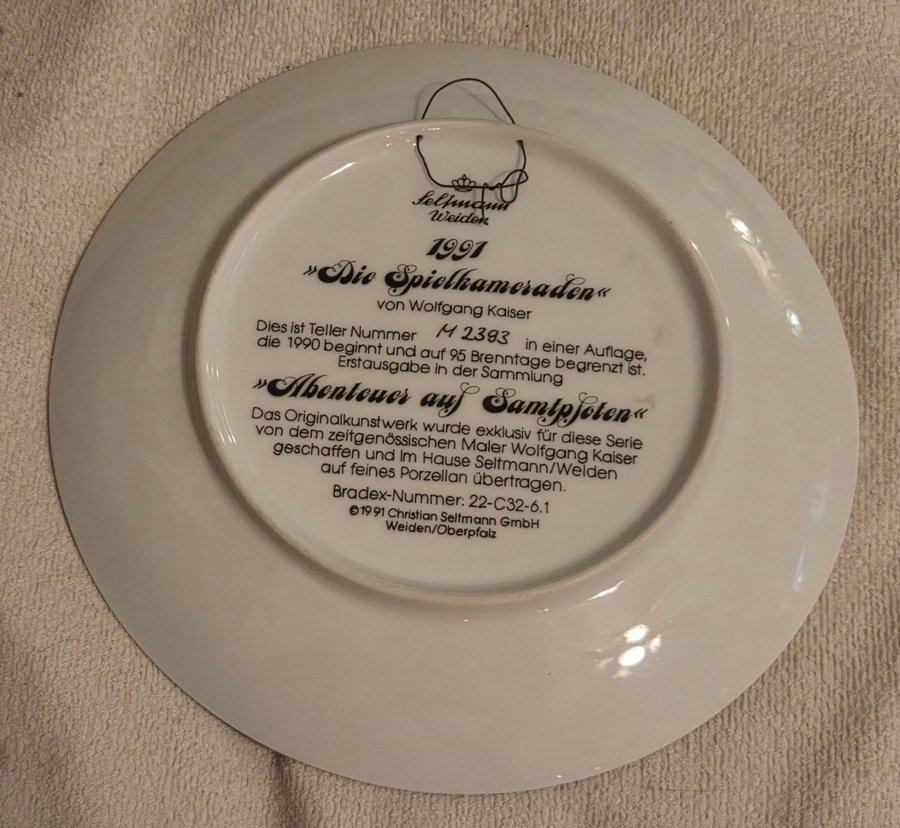 Seltmann
Weiden
1991
»Die Spielkameraden«
von Wolfgang Kaiser
Dies ist Teller Nummer M 2393 in einer Auflage,
die 1990 beginnt und auf 95 Brenntage begrenzt ist.
Erstausgabe in der Sammlung
»Abenteuer auf Samtpfoten«
Das Originalkunstwerk wurde exklusiv für diese Serie
von dem zeitgenössischen Maler Wolfgang Kaiser
geschaffen und im Hause Seltmann/Weiden
auf feines Porzellan übertragen.
Bradex-Nummer: 22-C32-6.1
©1991 Christian Seltmann GmbH
Weiden/Oberpfalz